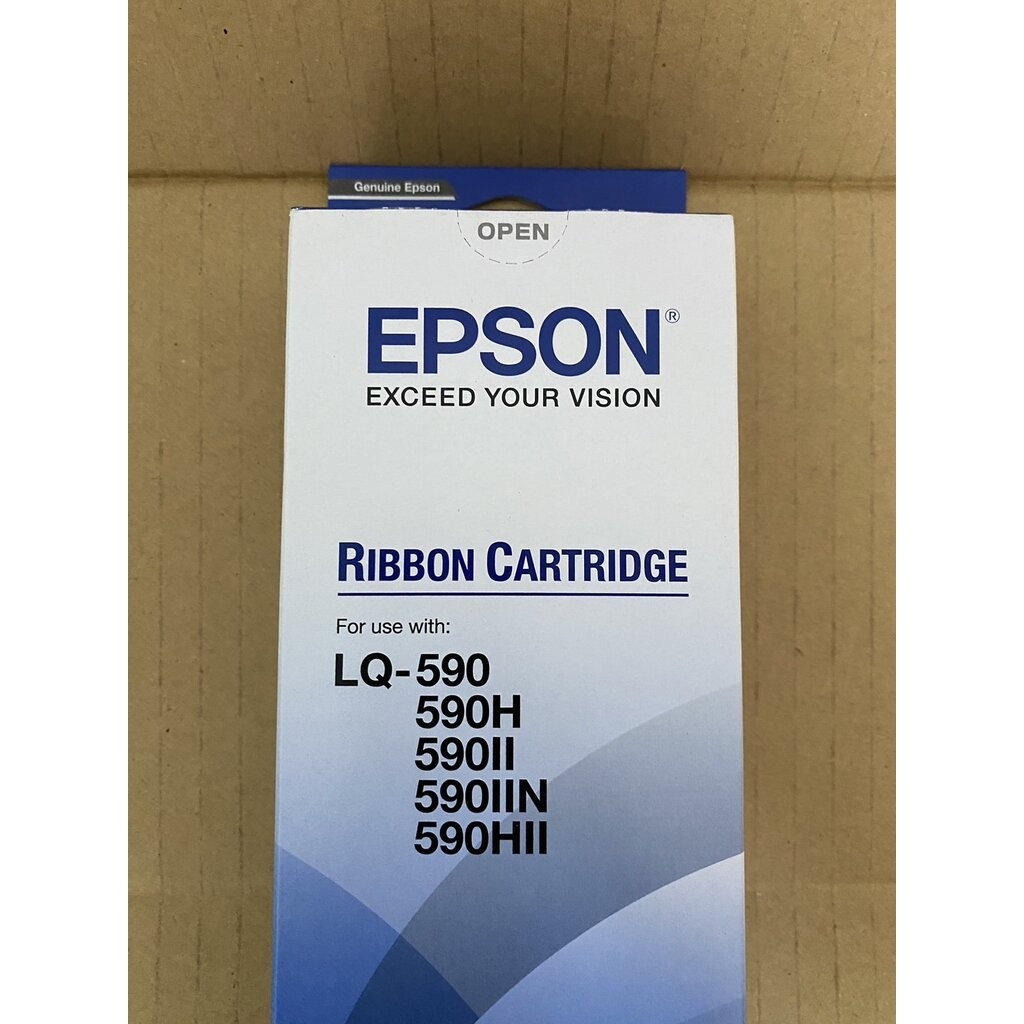 Genuine Epson
OPEN
EPSON®
EXCEED YOUR VISION
RIBBON CARTRIDGE
For use with:
LQ-590
590H
590II
590IIN
590HII